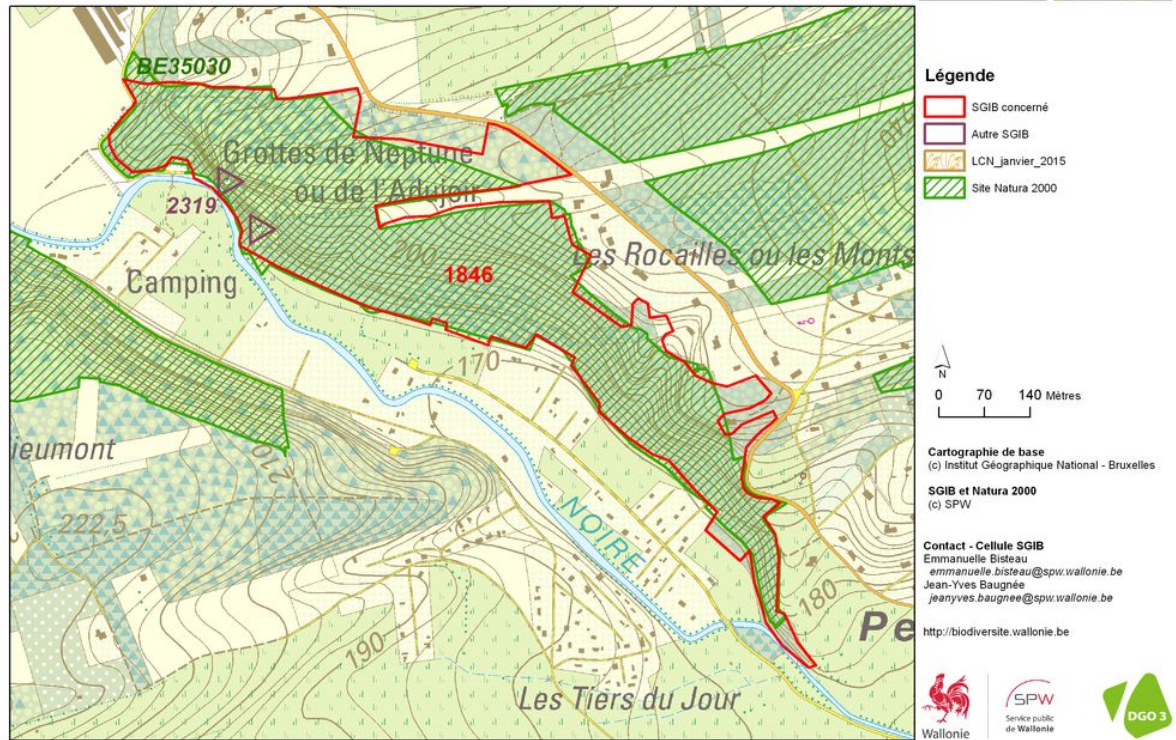 BE35030
Grottes de Neptune
ou de l'Adujoir
2319
200
1846
Les Rocailles ou les Monts
Camping
170
ieumont
210
222,5
NOIRE
180
190
Pe
Les Tiers du Jour
Légende
SGIB concerné
Autre SGIB
LCN_janvier_2015
Site Natura 2000
N
0 70 140 Mètres
Cartographie de base
(c) Institut Géographique National - Bruxelles
SGIB et Natura 2000
(c) SPW
Contact - Cellule SGIB
Emmanuelle Bisteau
emmanuelle.bisteau@spw.wallonie.be
Jean-Yves Baugnée
jeanyves.baugnee@spw.wallonie.be
http://biodiversite.wallonie.be
Wallonie
SPW
Service public
de Wallonie
DGO 3